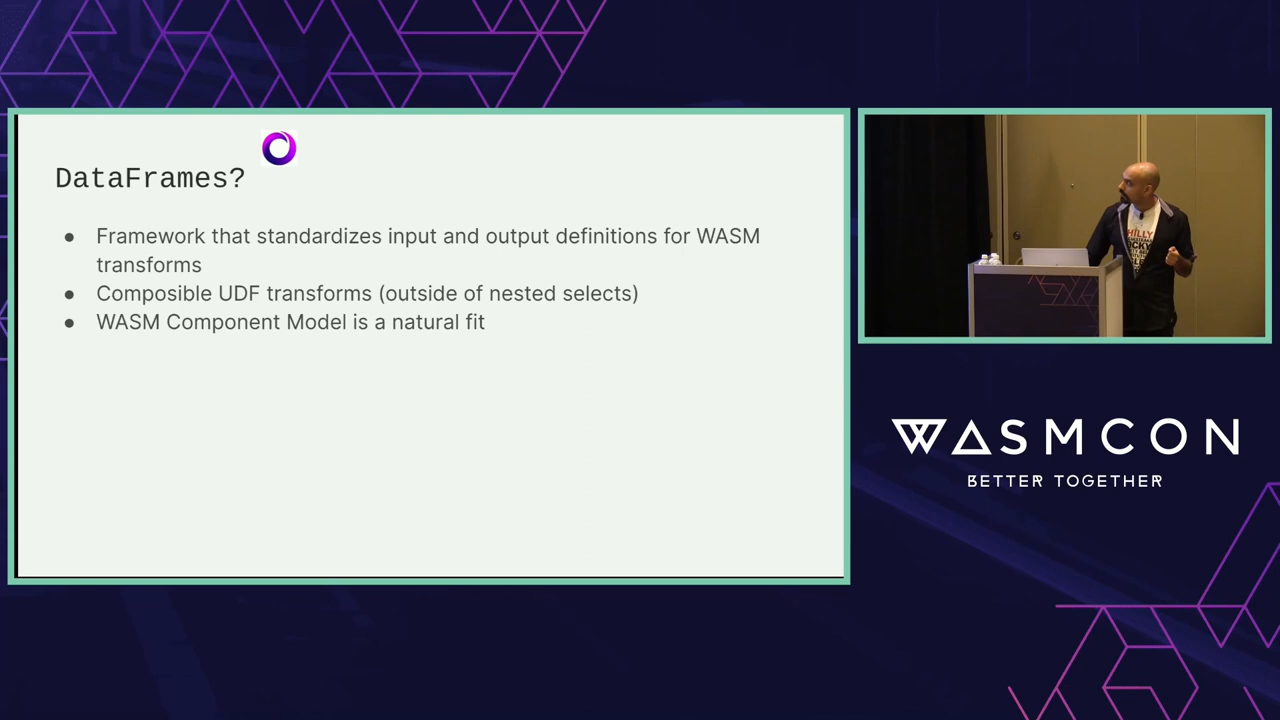 DataFrames?
● Framework that standardizes input and output definitions for WASM
transforms
● Composible UDF transforms (outside of nested selects)
● WASM Component Model is a natural fit
HILLY
WASMCON
BETTER TOGETHER